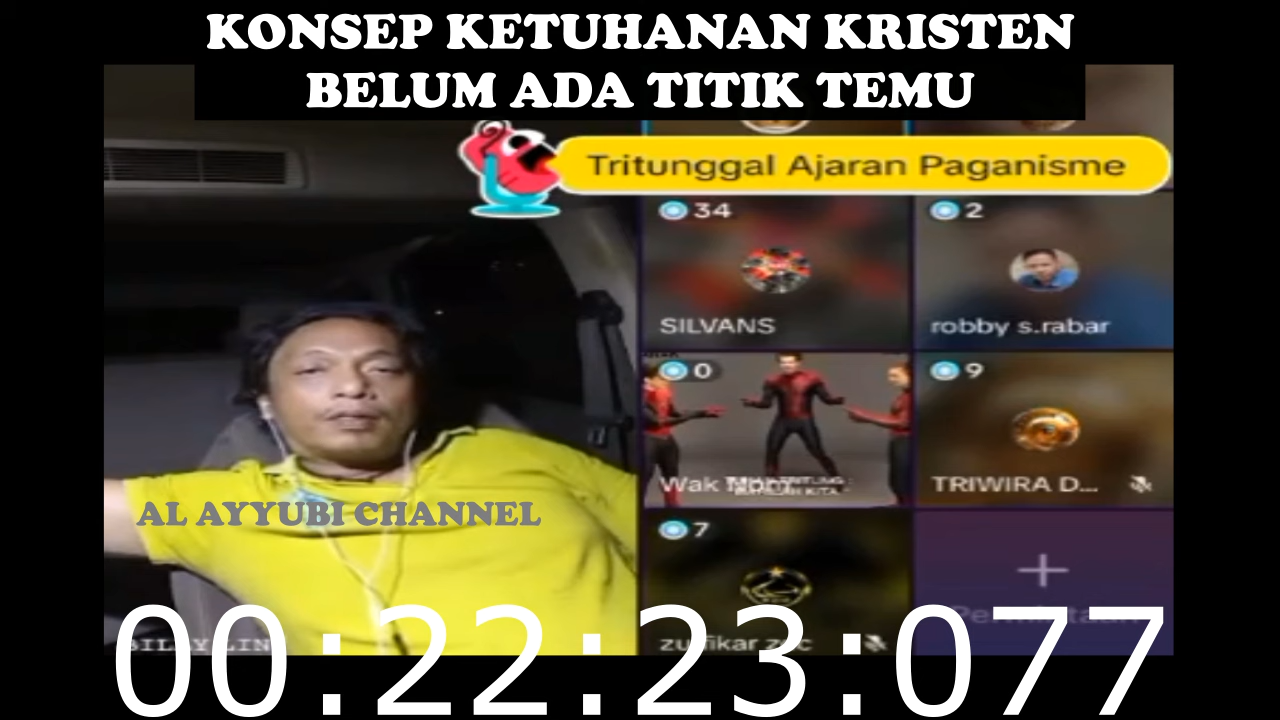 KONSEP KETUHANAN KRISTEN
BELUM ADA TITIK TEMU
Tritunggal Ajaran Paganisme
34
2
SILVANS
robby s.rabar
0
9
Wak
TRIWIRA D...
AL AYYUBI CHANNEL
7
00:22:23:077